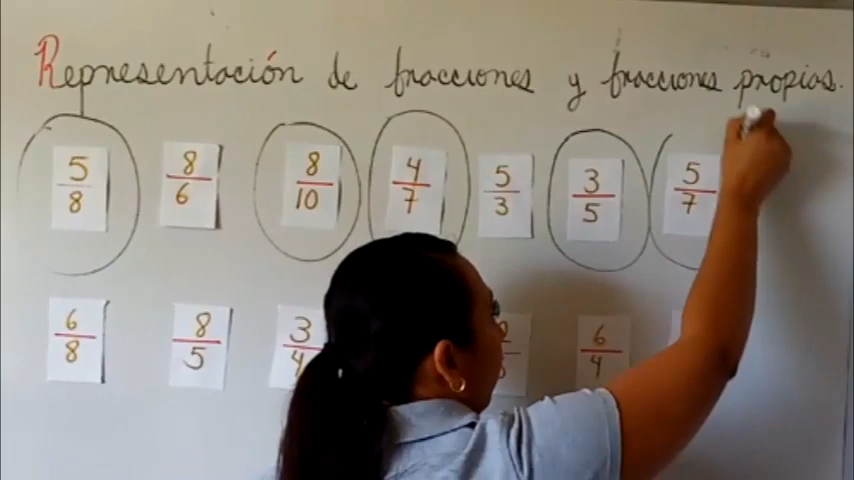 Representación de fracciones y fracciones propias.
5/8 8/6 8/10 4/7 5/3 3/5 5/7
6/8 8/5 3/4 6/4